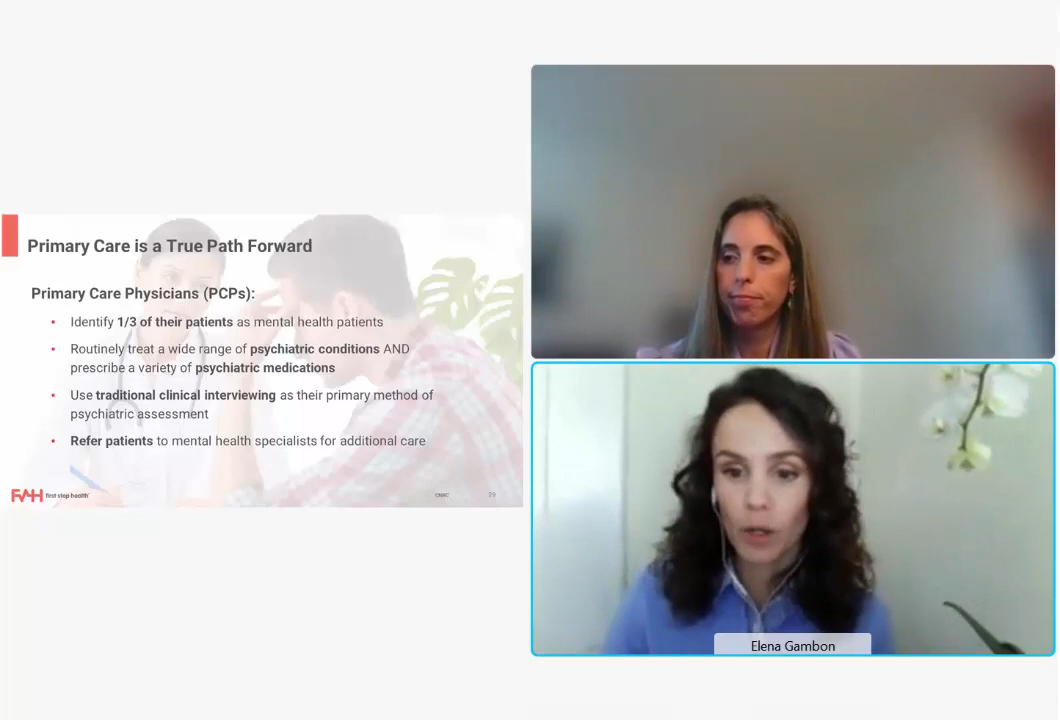 Primary Care is a True Path Forward
Primary Care Physicians (PCPs):
• Identify 1/3 of their patients as mental health patients
• Routinely treat a wide range of psychiatric conditions AND
prescribe a variety of psychiatric medications
• Use traditional clinical interviewing as their primary method of
psychiatric assessment
• Refer patients to mental health specialists for additional care
first stop health
29
Elena Gambon